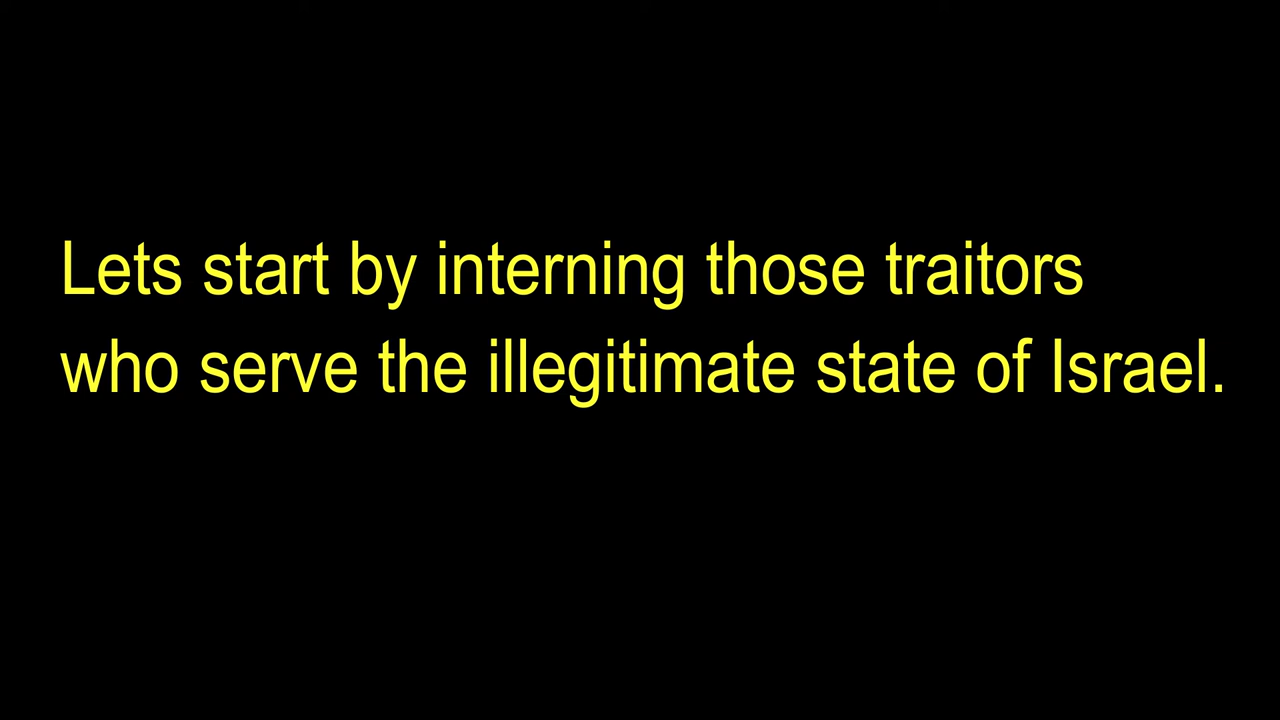 Lets start by interning those traitors
who serve the illegitimate state of Israel.